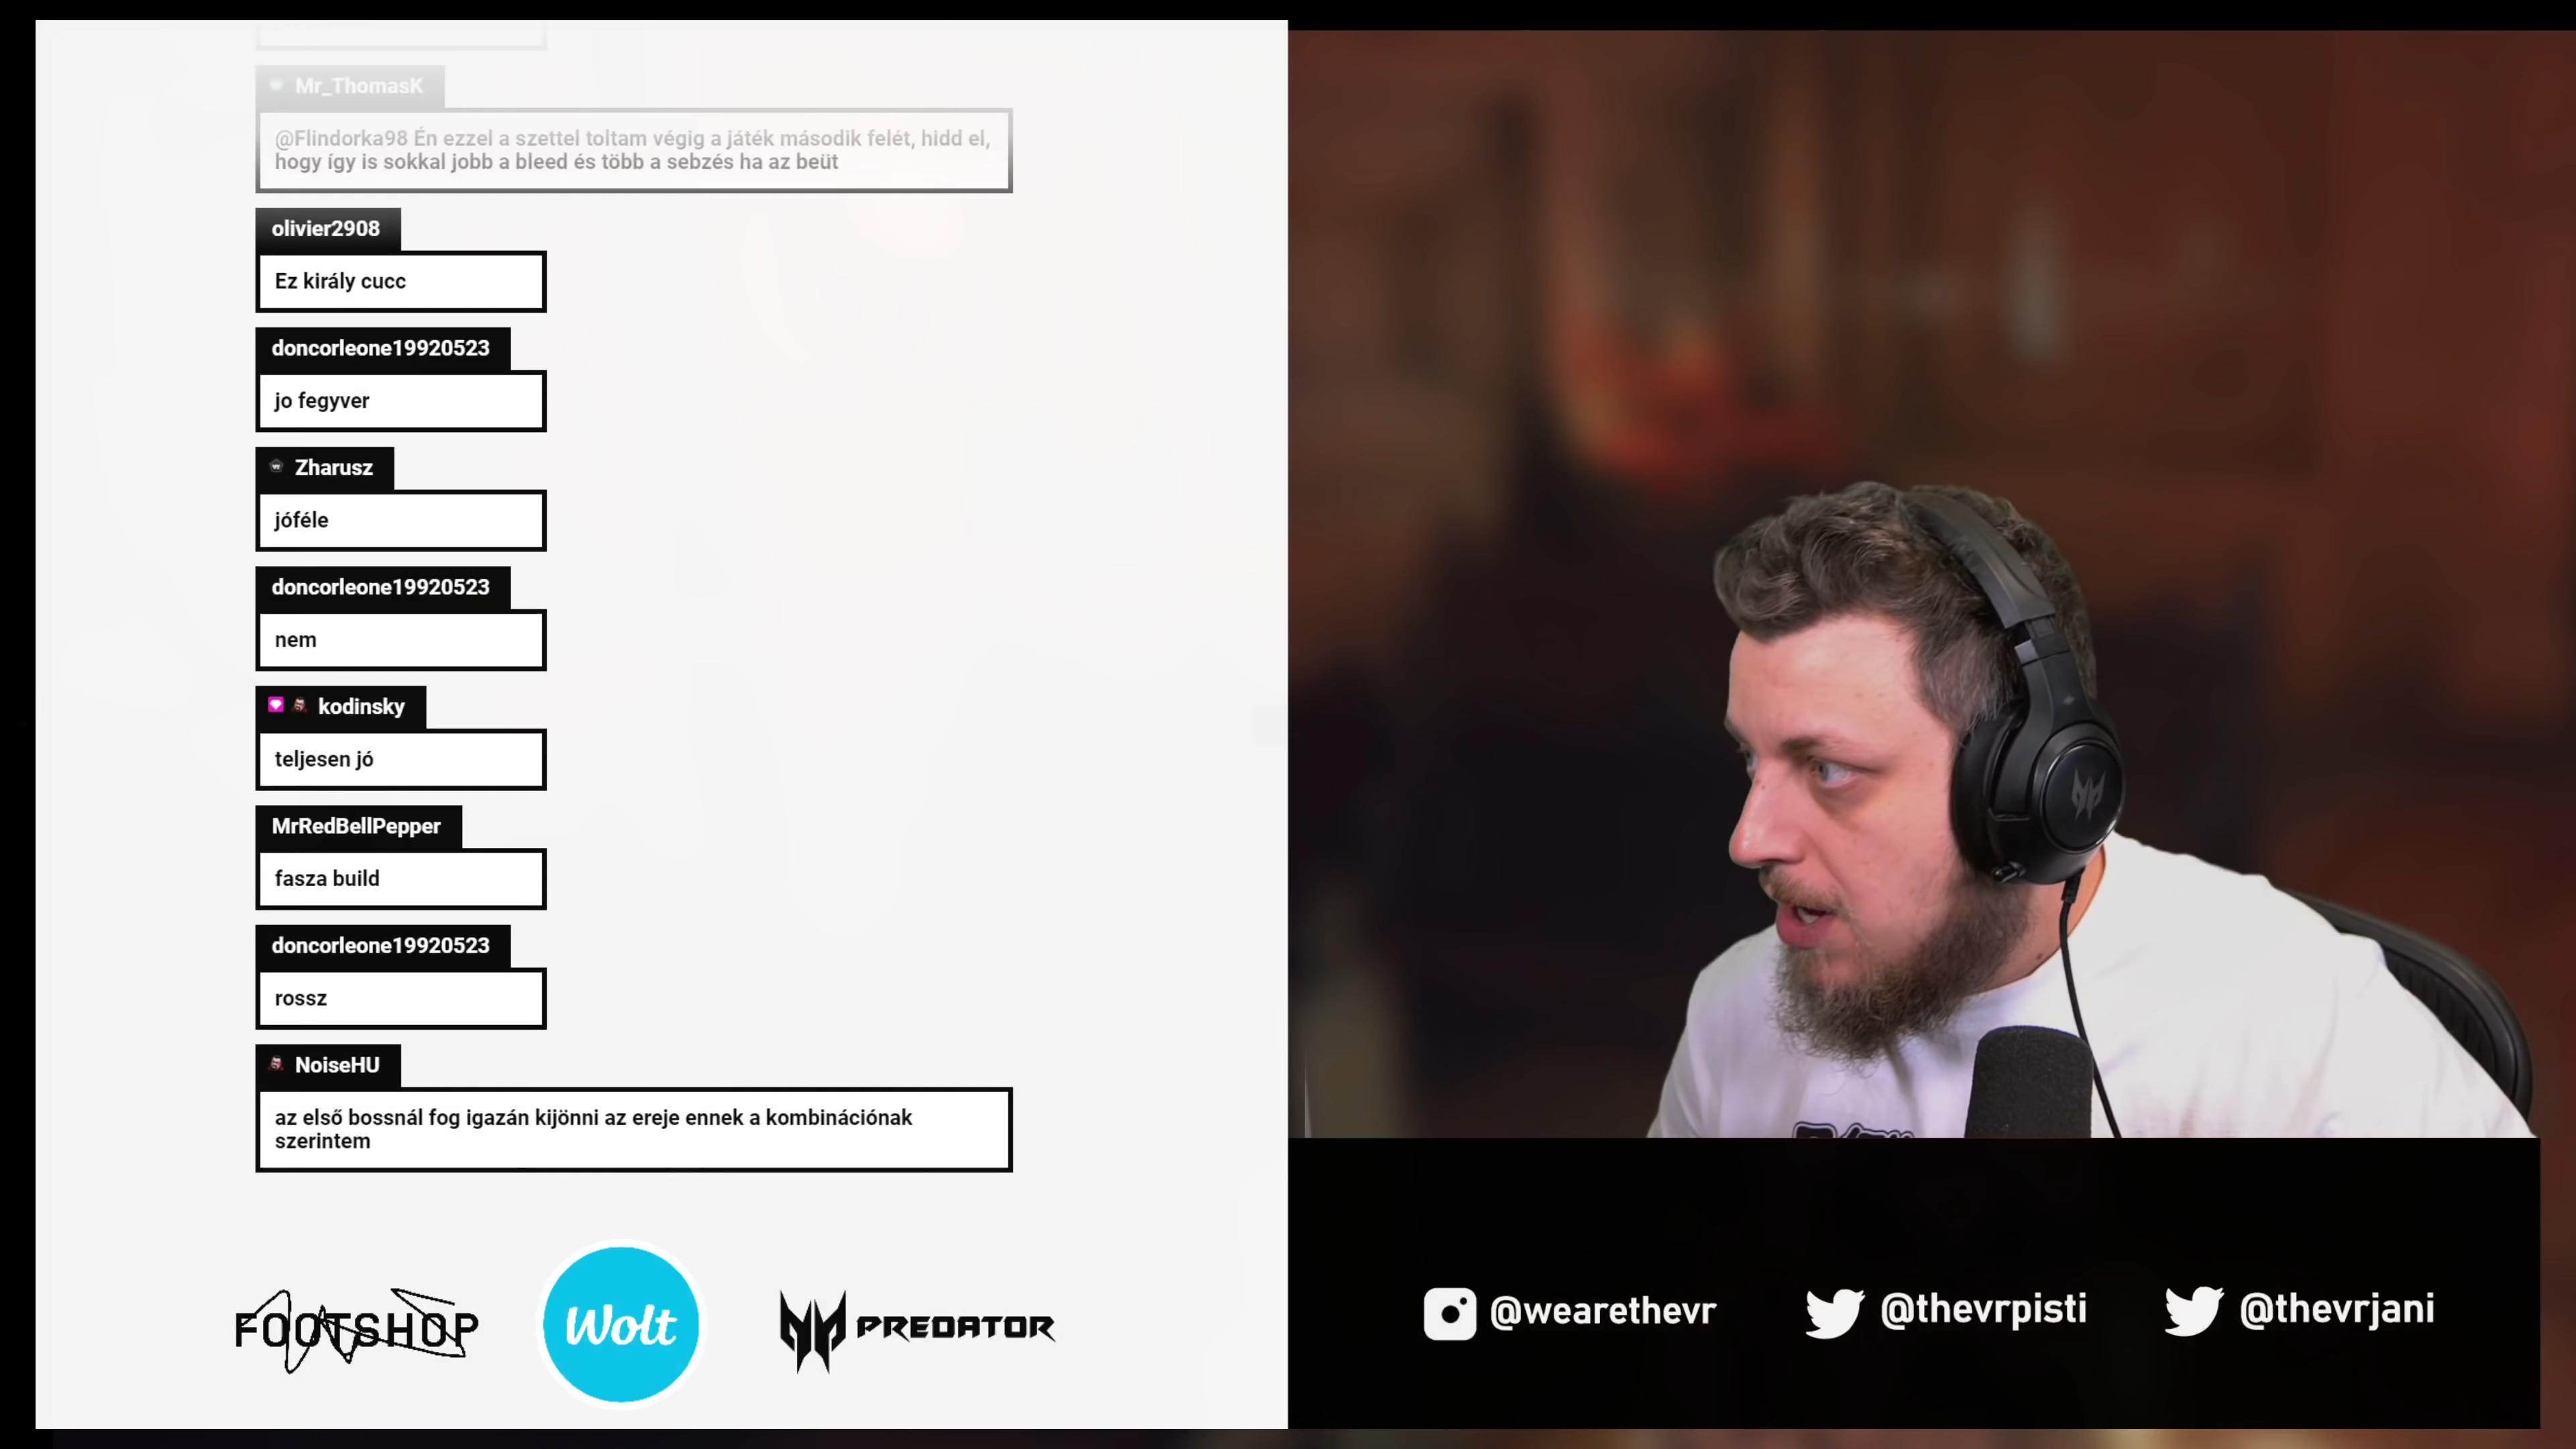 Mr_ThomasK
@Flindorka98 Én ezzel a szettel toltam végig a játék második felét, hidd el,
hogy így is sokkal jobb a bleed és több a sebzés ha az beüt
olivier2908
Ez király cucc
doncorleone19920523
jo fegyver
Zharusz
jóféle
doncorleone19920523
nem
kodinsky
teljesen jó
MrRedBellPepper
fasza build
doncorleone19920523
rossz
NoiseHU
az első bossnál fog igazán kijönni az ereje ennek a kombinációnak
szerintem
FOOTSHOP
Wolt
PREDATOR
@wearethevr
@thevrpisti
@thevrjani